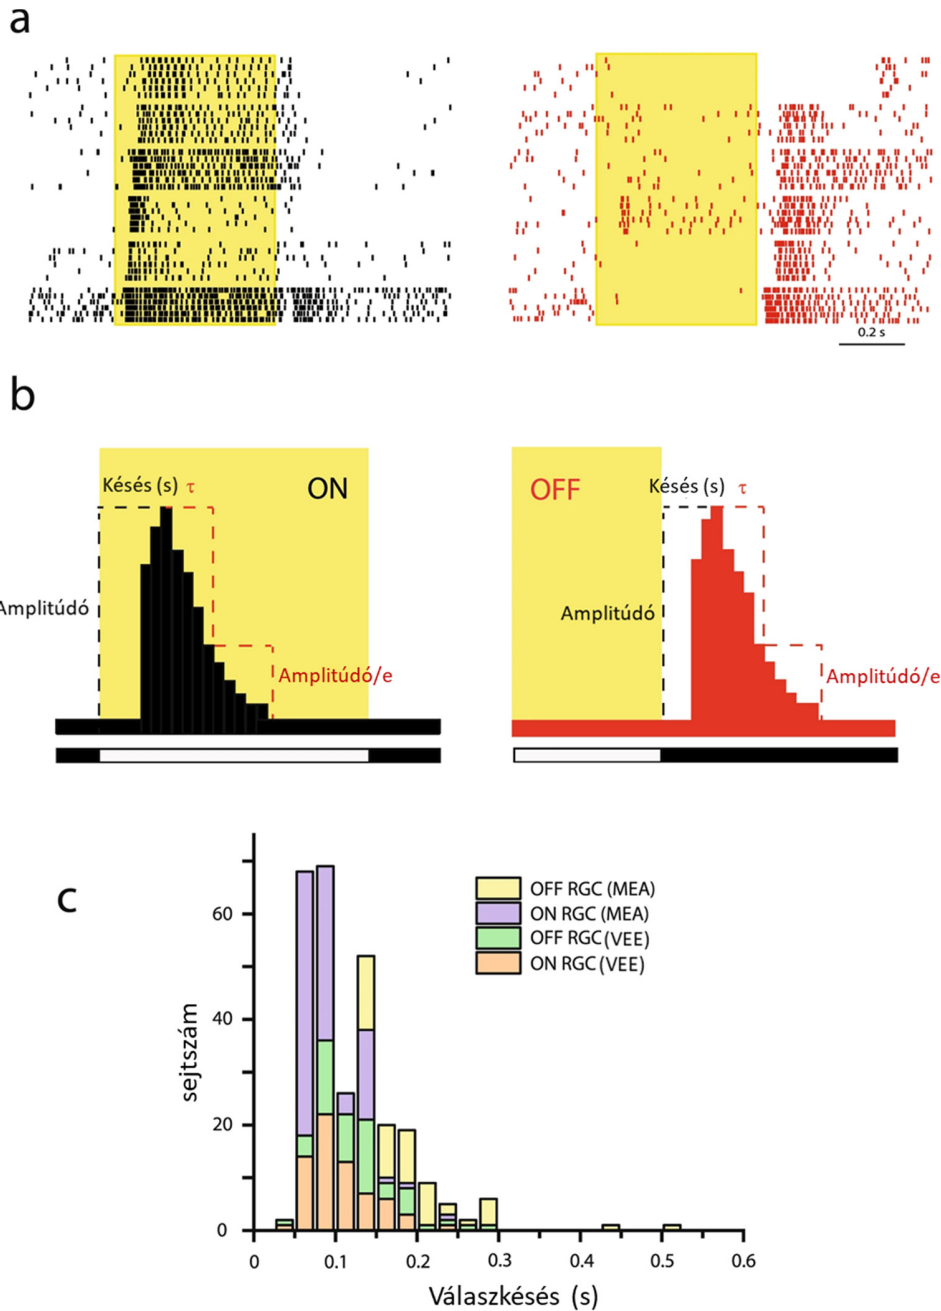 a
0.2 s
b
Késés (s) τ
ON
Amplitúdó
Amplitúdó/e
OFF
Késés (s) τ
Amplitúdó
Amplitúdó/e
c
OFF RGC (MEA)
ON RGC (MEA)
OFF RGC (VEE)
ON RGC (VEE)
sejtszám
60
40
20
0
0 0.1 0.2 0.3 0.4 0.5 0.6
Válaszkésés (s)